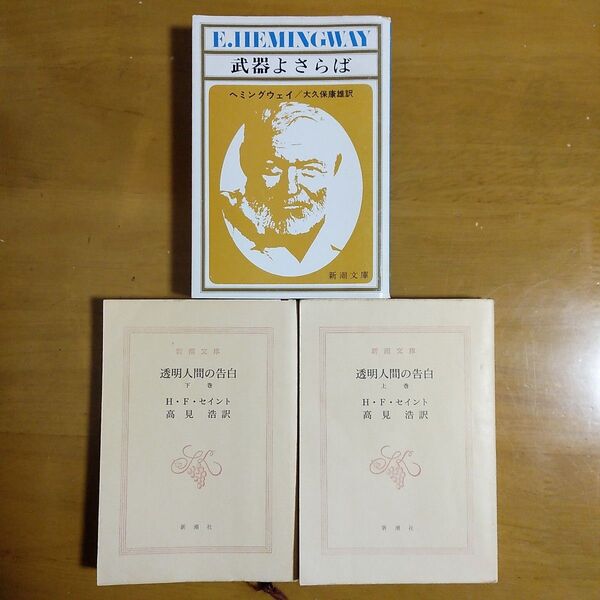 E.HEMINGWAY
武器よさらば
ヘミングウェイ/大久保康雄訳
新潮文庫
新潮文庫
透明人間の告白
下巻
H・F・セイント
高見 浩訳
新潮社
新潮文庫
透明人間の告白
上巻
H・F・セイント
高見 浩訳
新潮社